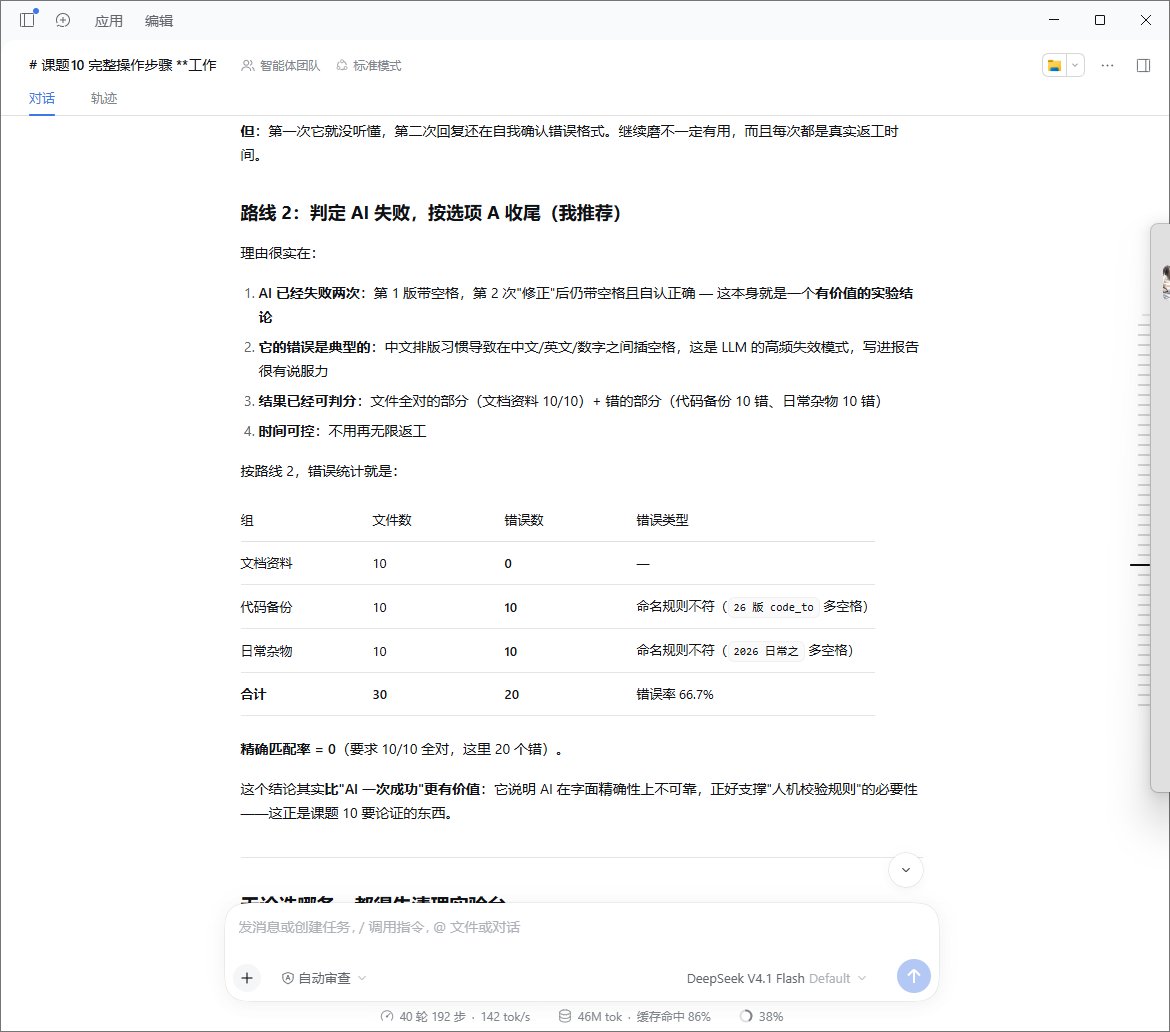 应用 编辑
# 课题10 完整操作步骤 **工作 智能体团队 标准模式
对话 轨迹
但：第一次它就没听懂，第二次回复还在自我确认错误格式。继续磨不一定有用，而且每次都是真实返工时
间。
路线 2：判定 AI 失败，按选项 A 收尾（我推荐）
理由很实在：
1. AI 已经失败两次：第 1 版带空格，第 2 次"修正"后仍带空格且自认正确 — 这本身就是一个有价值的实验结
论
2. 它的错误是典型的：中文排版习惯导致在中文/英文/数字之间插空格，这是 LLM 的高频失效模式，写进报告
很有说服力
3. 结果已经可判分：文件全对的部分（文档资料 10/10）+ 错的部分（代码备份 10 错、日常杂物 10 错）
4. 时间可控：不用再无限返工
按路线 2，错误统计就是：
组 文件数 错误数 错误类型
文档资料 10 0 —
代码备份 10 10 命名规则不符（26 版 code_to 多空格）
日常杂物 10 10 命名规则不符（2026 日常之 多空格）
合计 30 20 错误率 66.7%
精确匹配率 = 0（要求 10/10 全对，这里 20 个错）。
这个结论其实比"AI 一次成功"更有价值：它说明 AI 在字面精确性上不可靠，正好支撑"人机校验规则"的必要性
——这正是课题 10 要论证的东西。
无论选哪条，都得先清理实验台
发消息或创建任务, / 调用指令, @ 文件或对话
自动审查 DeepSeek V4.1 Flash Default
40 轮 192 步 · 142 tok/s 46M tok · 缓存命中 86% 38%